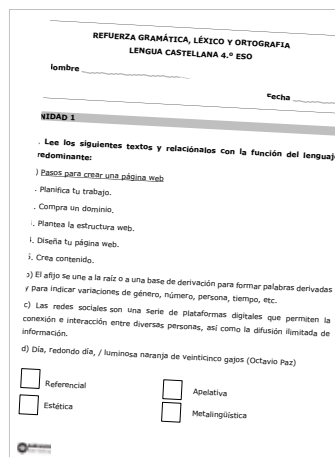 REFUERZA GRAMÁTICA, LÉXICO Y ORTOGRAFIA
LENGUA CASTELLANA 4.º ESO
ombre
echa
NIDAD 1
. Lee los siguientes textos y relaciónalos con la función del lenguaj
redominante:
) Pasos para crear una página web
. Planifica tu trabajo.
. Compra un dominio.
. Plantea la estructura web.
. Diseña tu página web.
. Crea contenido.
) El afijo se une a la raíz o a una base de derivación para formar palabras derivadas
y Para indicar variaciones de género, número, persona, tiempo, etc.
c) Las redes sociales son una serie de plataformas digitales que permiten la
conexión e interacción entre diversas personas, así como la difusión ilimitada de
información.
d) Día, redondo día, / luminosa naranja de veinticinco gajos (Octavio Paz)
Referencial
Apelativa
Estética
Metalingüística